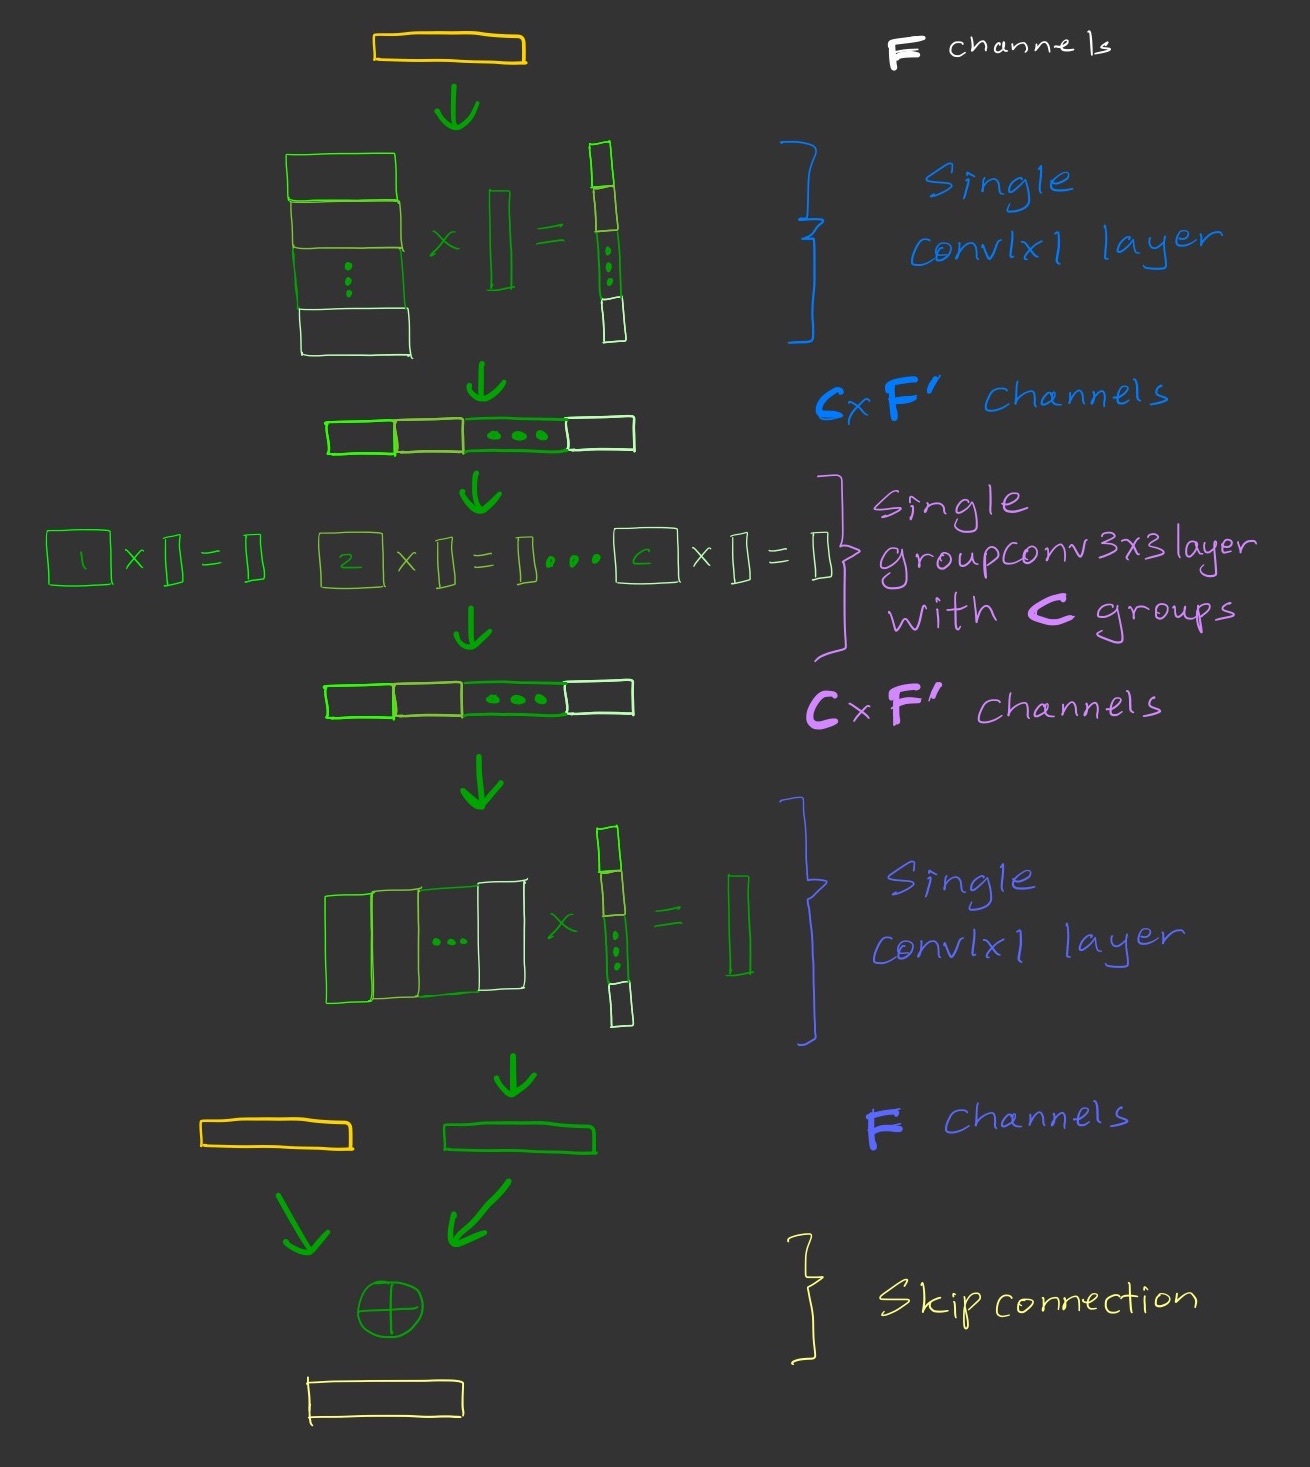 F channels
x =
Single
conv1x1 layer
C x F' channels
1 x = 2 x = ... C x =
Single
groupconv 3x3 layer
with C groups
C x F' channels
x =
Single
conv1x1 layer
F channels
Skip connection